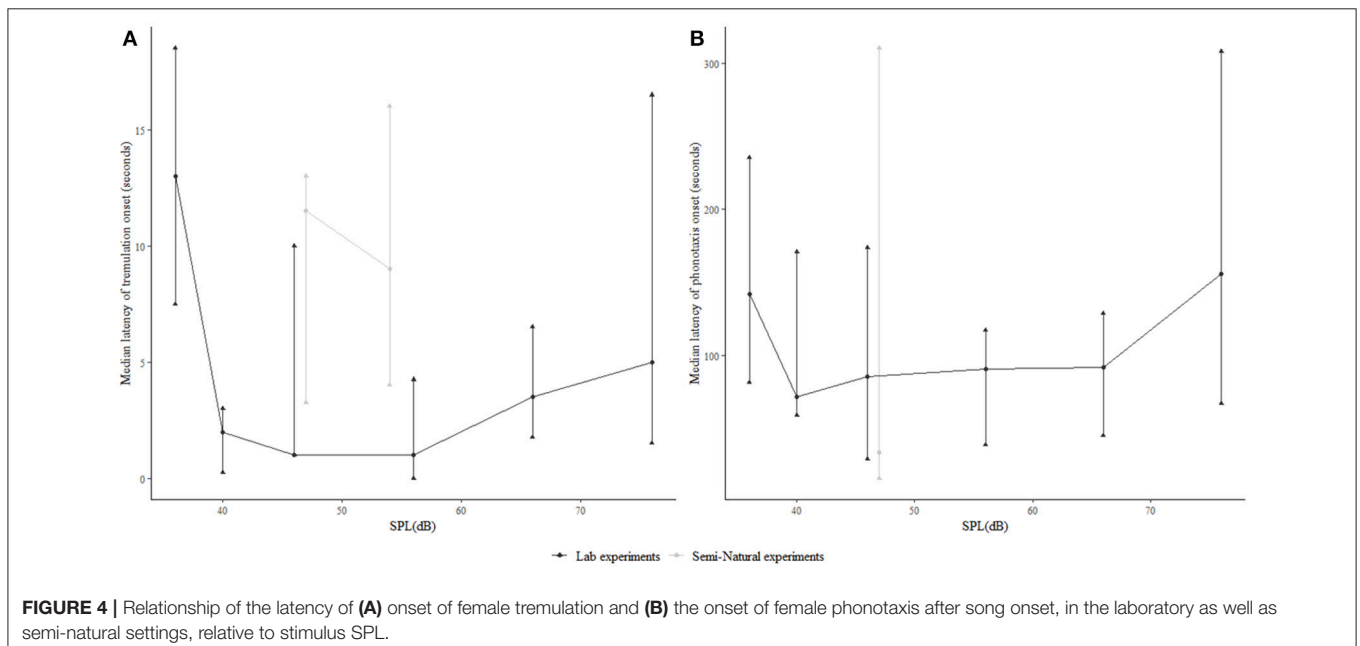 A
B
Median latency of tremulation onset (seconds)
15
10
5
0
40
50
60
70
SPL(dB)
Median latency of phonotaxis onset (seconds)
300
200
100
40
50
60
70
SPL(dB)
Lab experiments
Semi-Natural experiments
FIGURE 4 | Relationship of the latency of (A) onset of female tremulation and (B) the onset of female phonotaxis after song onset, in the laboratory as well as
semi-natural settings, relative to stimulus SPL.